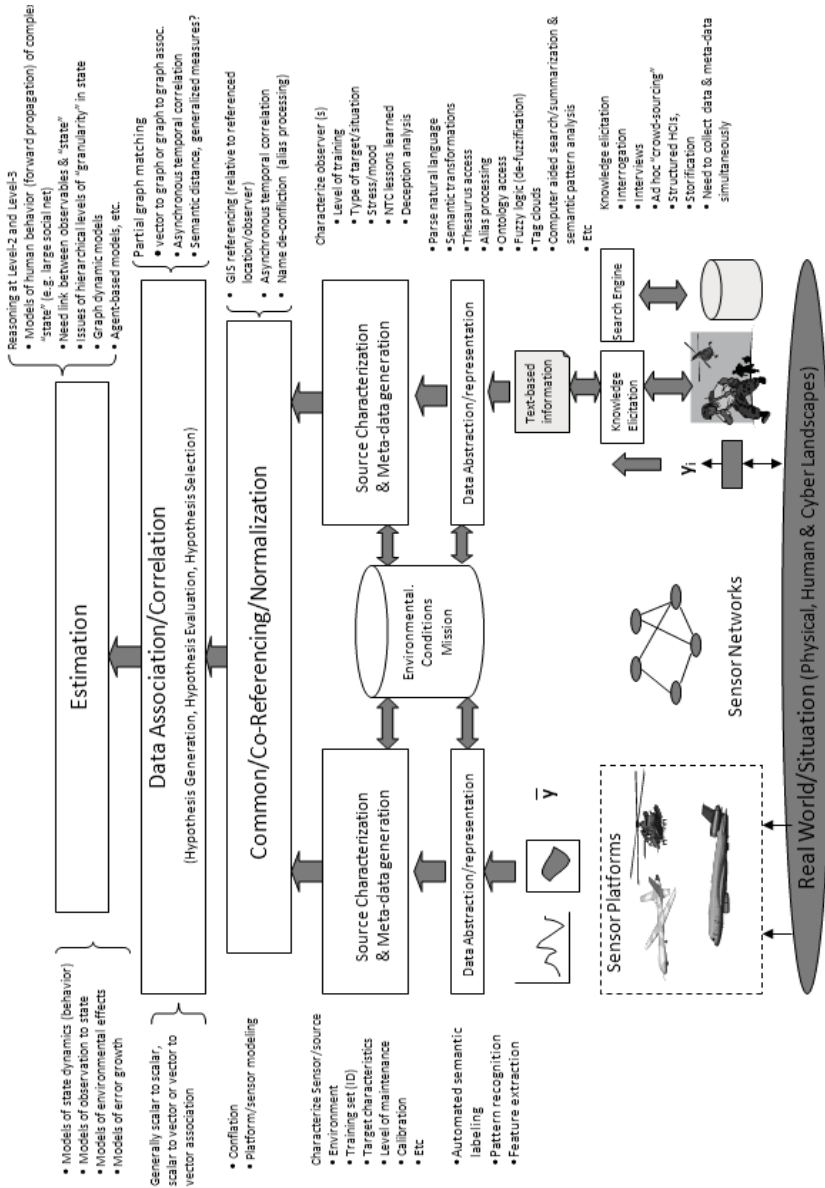 Reasoning at Level-2 and Level-3
• Models of human behavior (forward propagation) of complex
"state" (e.g. large social net)
• Need link between observables & "state"
• Issues of hierarchical levels of "granularity" in state
• Graph dynamic models
• Agent-based models, etc.
Estimation
• Models of state dynamics (behavior)
• Models of observation to state
• Models of environmental effects
• Models of error growth
Partial graph matching
• vector to graph or graph to graph assoc.
• Asynchronous temporal correlation
• Semantic distance, generalized measures?
Data Association/Correlation
(Hypothesis Generation, Hypothesis Evaluation, Hypothesis Selection)
Generally scalar to scalar,
scalar to vector or vector to
vector association
• GIS referencing (relative to referenced
location/observer)
• Asynchronous temporal correlation
• Name de-confliction (alias processing)
Common/Co-Referencing/Normalization
• Conflation
• Platform/sensor modeling
Characterize observer (s)
• Level of training
• Type of target/situation
• Stress/mood
• NTC lessons learned
• Deception analysis
Source Characterization
& Meta-data generation
Environmental.
Conditions
Mission
Source Characterization
& Meta-data generation
Characterize Sensor/source
• Environment
• Training set (ID)
• Target characteristics
• Level of maintenance
• Calibration
• Etc
• Parse natural language
• Semantic transformations
• Thesaurus access
• Alias processing
• Ontology access
• Fuzzy logic (de-fuzzification)
• Tag clouds
• Computer aided search/summarization &
semantic pattern analysis
• Etc
Data Abstraction/representation
Data Abstraction/representation
• Automated semantic
labeling
• Pattern recognition
• Feature extraction
Text-based
information
y̅
Knowledge elicitation
• Interrogation
• Interviews
• Ad hoc "crowd-sourcing"
• Structured HCIs,
• Storification
• Need to collect data & meta-data
simultaneously
Search Engine
Knowledge
Elicitation
yᵢ
Sensor Networks
Sensor Platforms
Real World/Situation (Physical, Human & Cyber Landscapes)